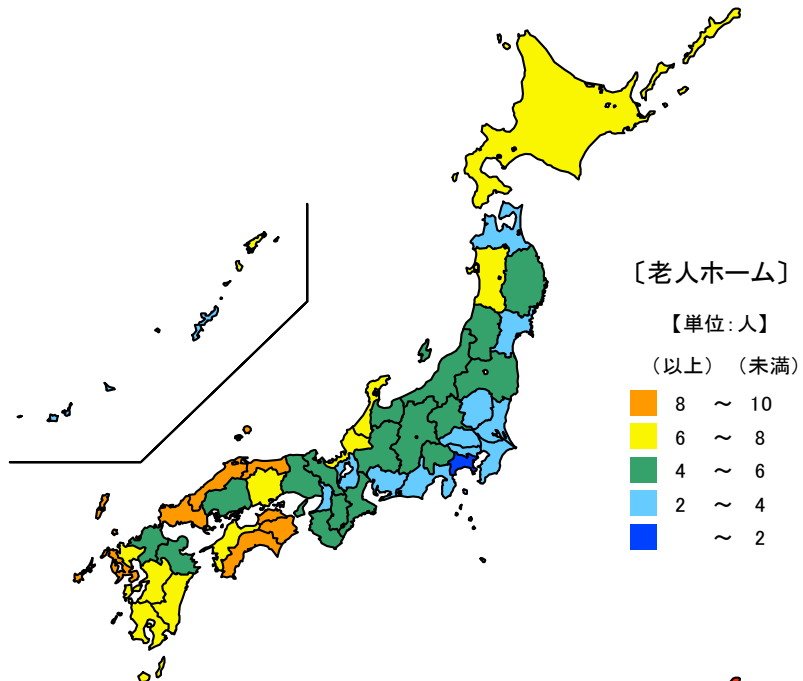 〔老人ホーム〕
【単位：人】
（以上） （未満）
8 ～ 10
6 ～ 8
4 ～ 6
2 ～ 4
～ 2